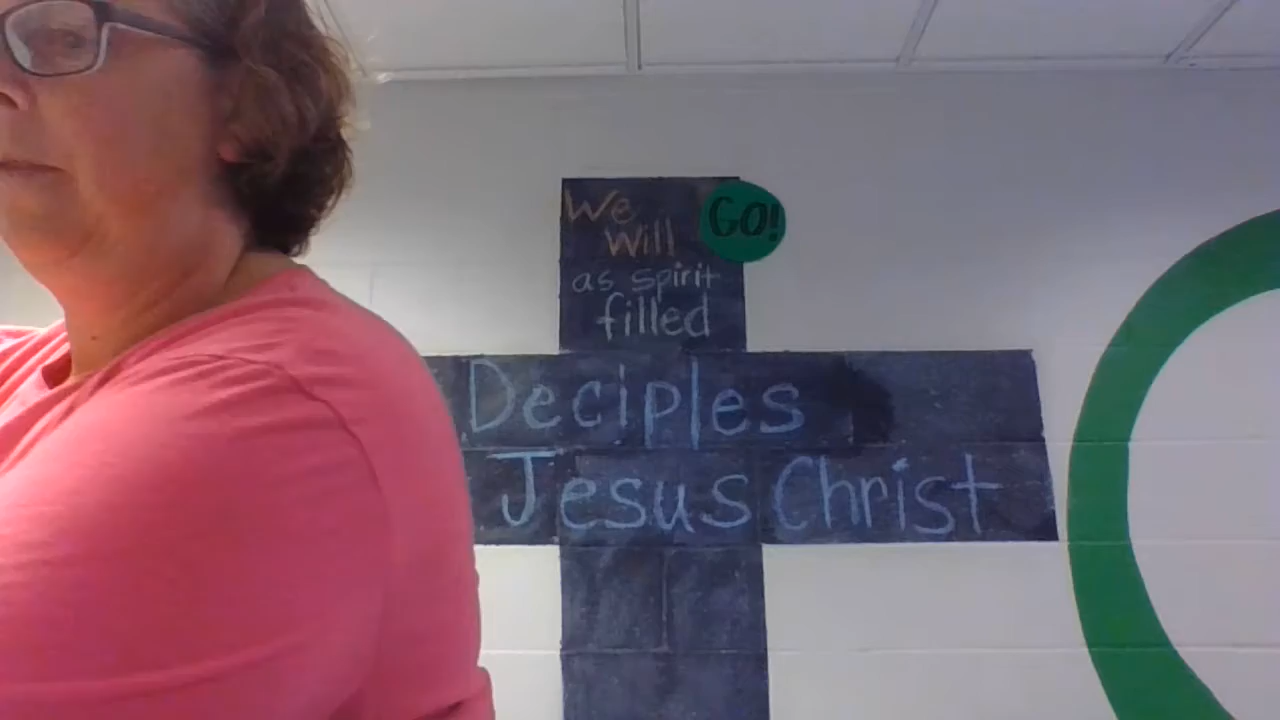 We
Will
GO!
as spirit
filled
Deciples
Jesus Christ